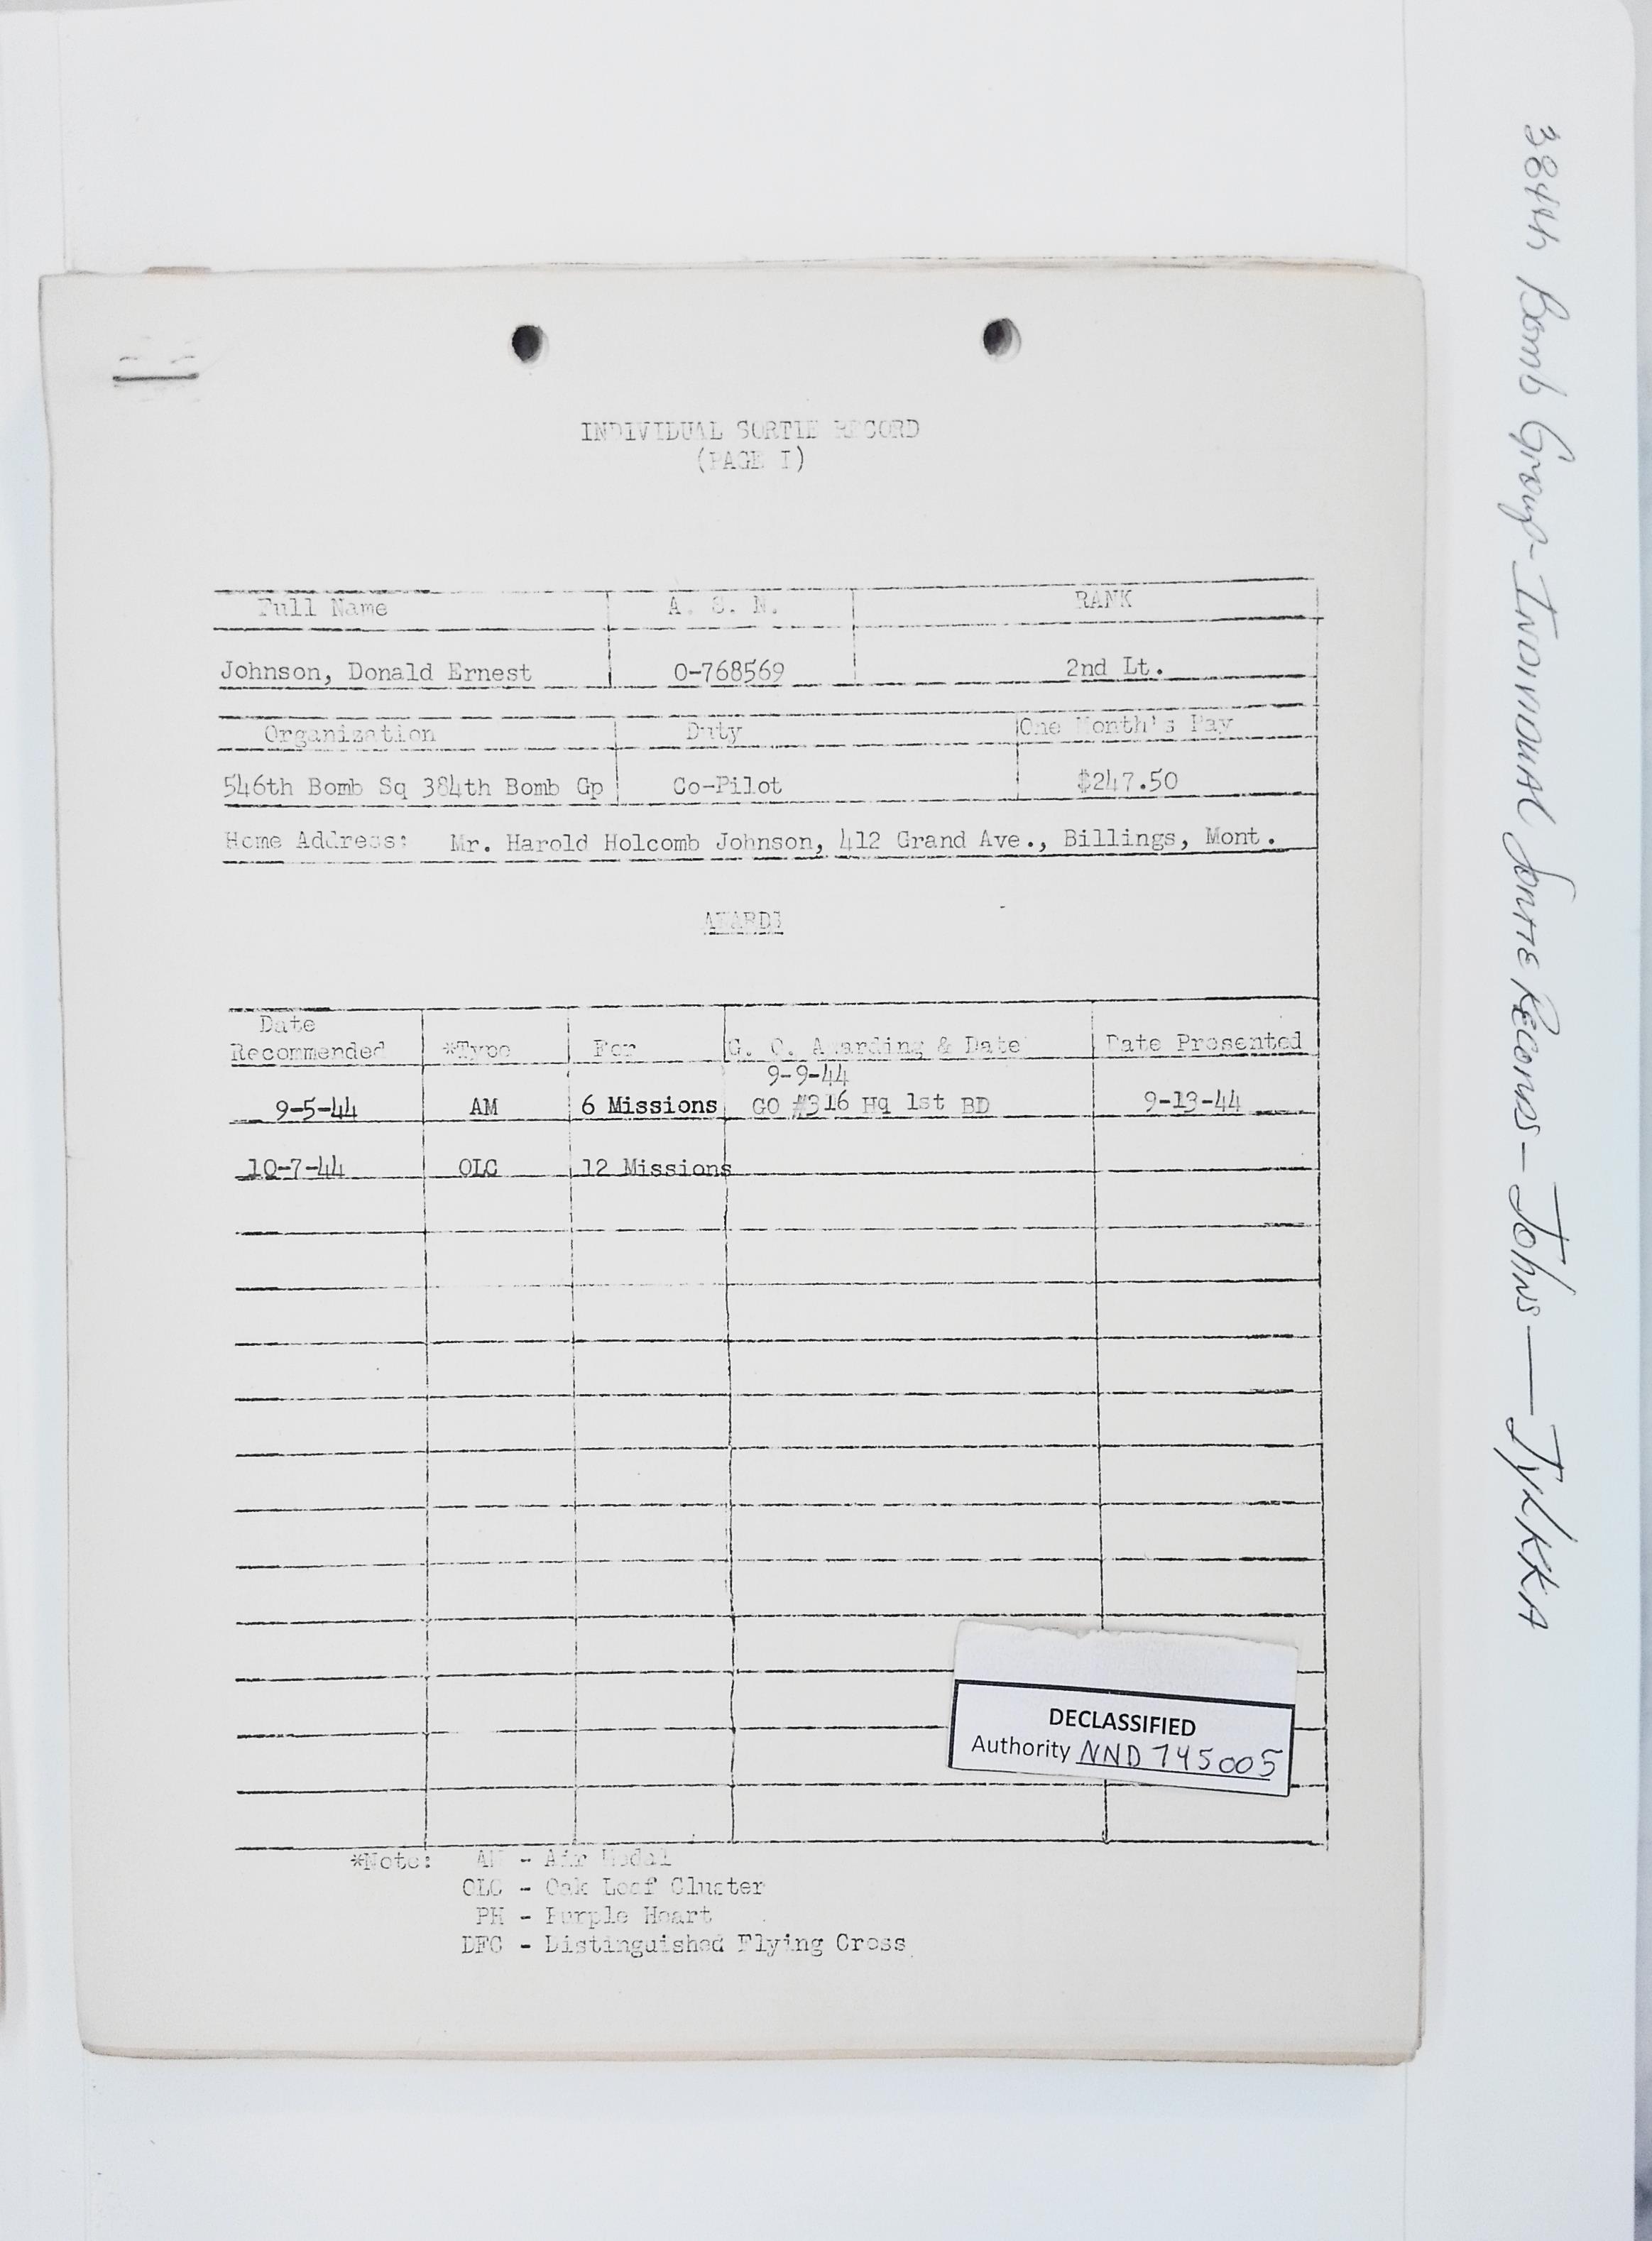 INDIVIDUAL SORTIE RECORD
(PAGE I)
Full Name A. S. N. RANK
Johnson, Donald Ernest 0-768569 2nd Lt.
Organization Duty One Month's Pay
546th Bomb Sq 384th Bomb Gp Co-Pilot $247.50
Home Address: Mr. Harold Holcomb Johnson, 412 Grand Ave., Billings, Mont.
AWARDS
Date
Recommended *Type For G. O. Awarding & Date Date Presented
9-9-44
9-5-44 AM 6 Missions GO #316 Hq 1st BD 9-13-44
10-7-44 OLC 12 Missions
DECLASSIFIED
Authority NND 745005
*Note: AM - Air Medal
OLC - Oak Leaf Cluster
PH - Purple Heart
DFC - Distinguished Flying Cross
384th Bomb Group - INDIVIDUAL Sortie Records - Johns — Jylkka